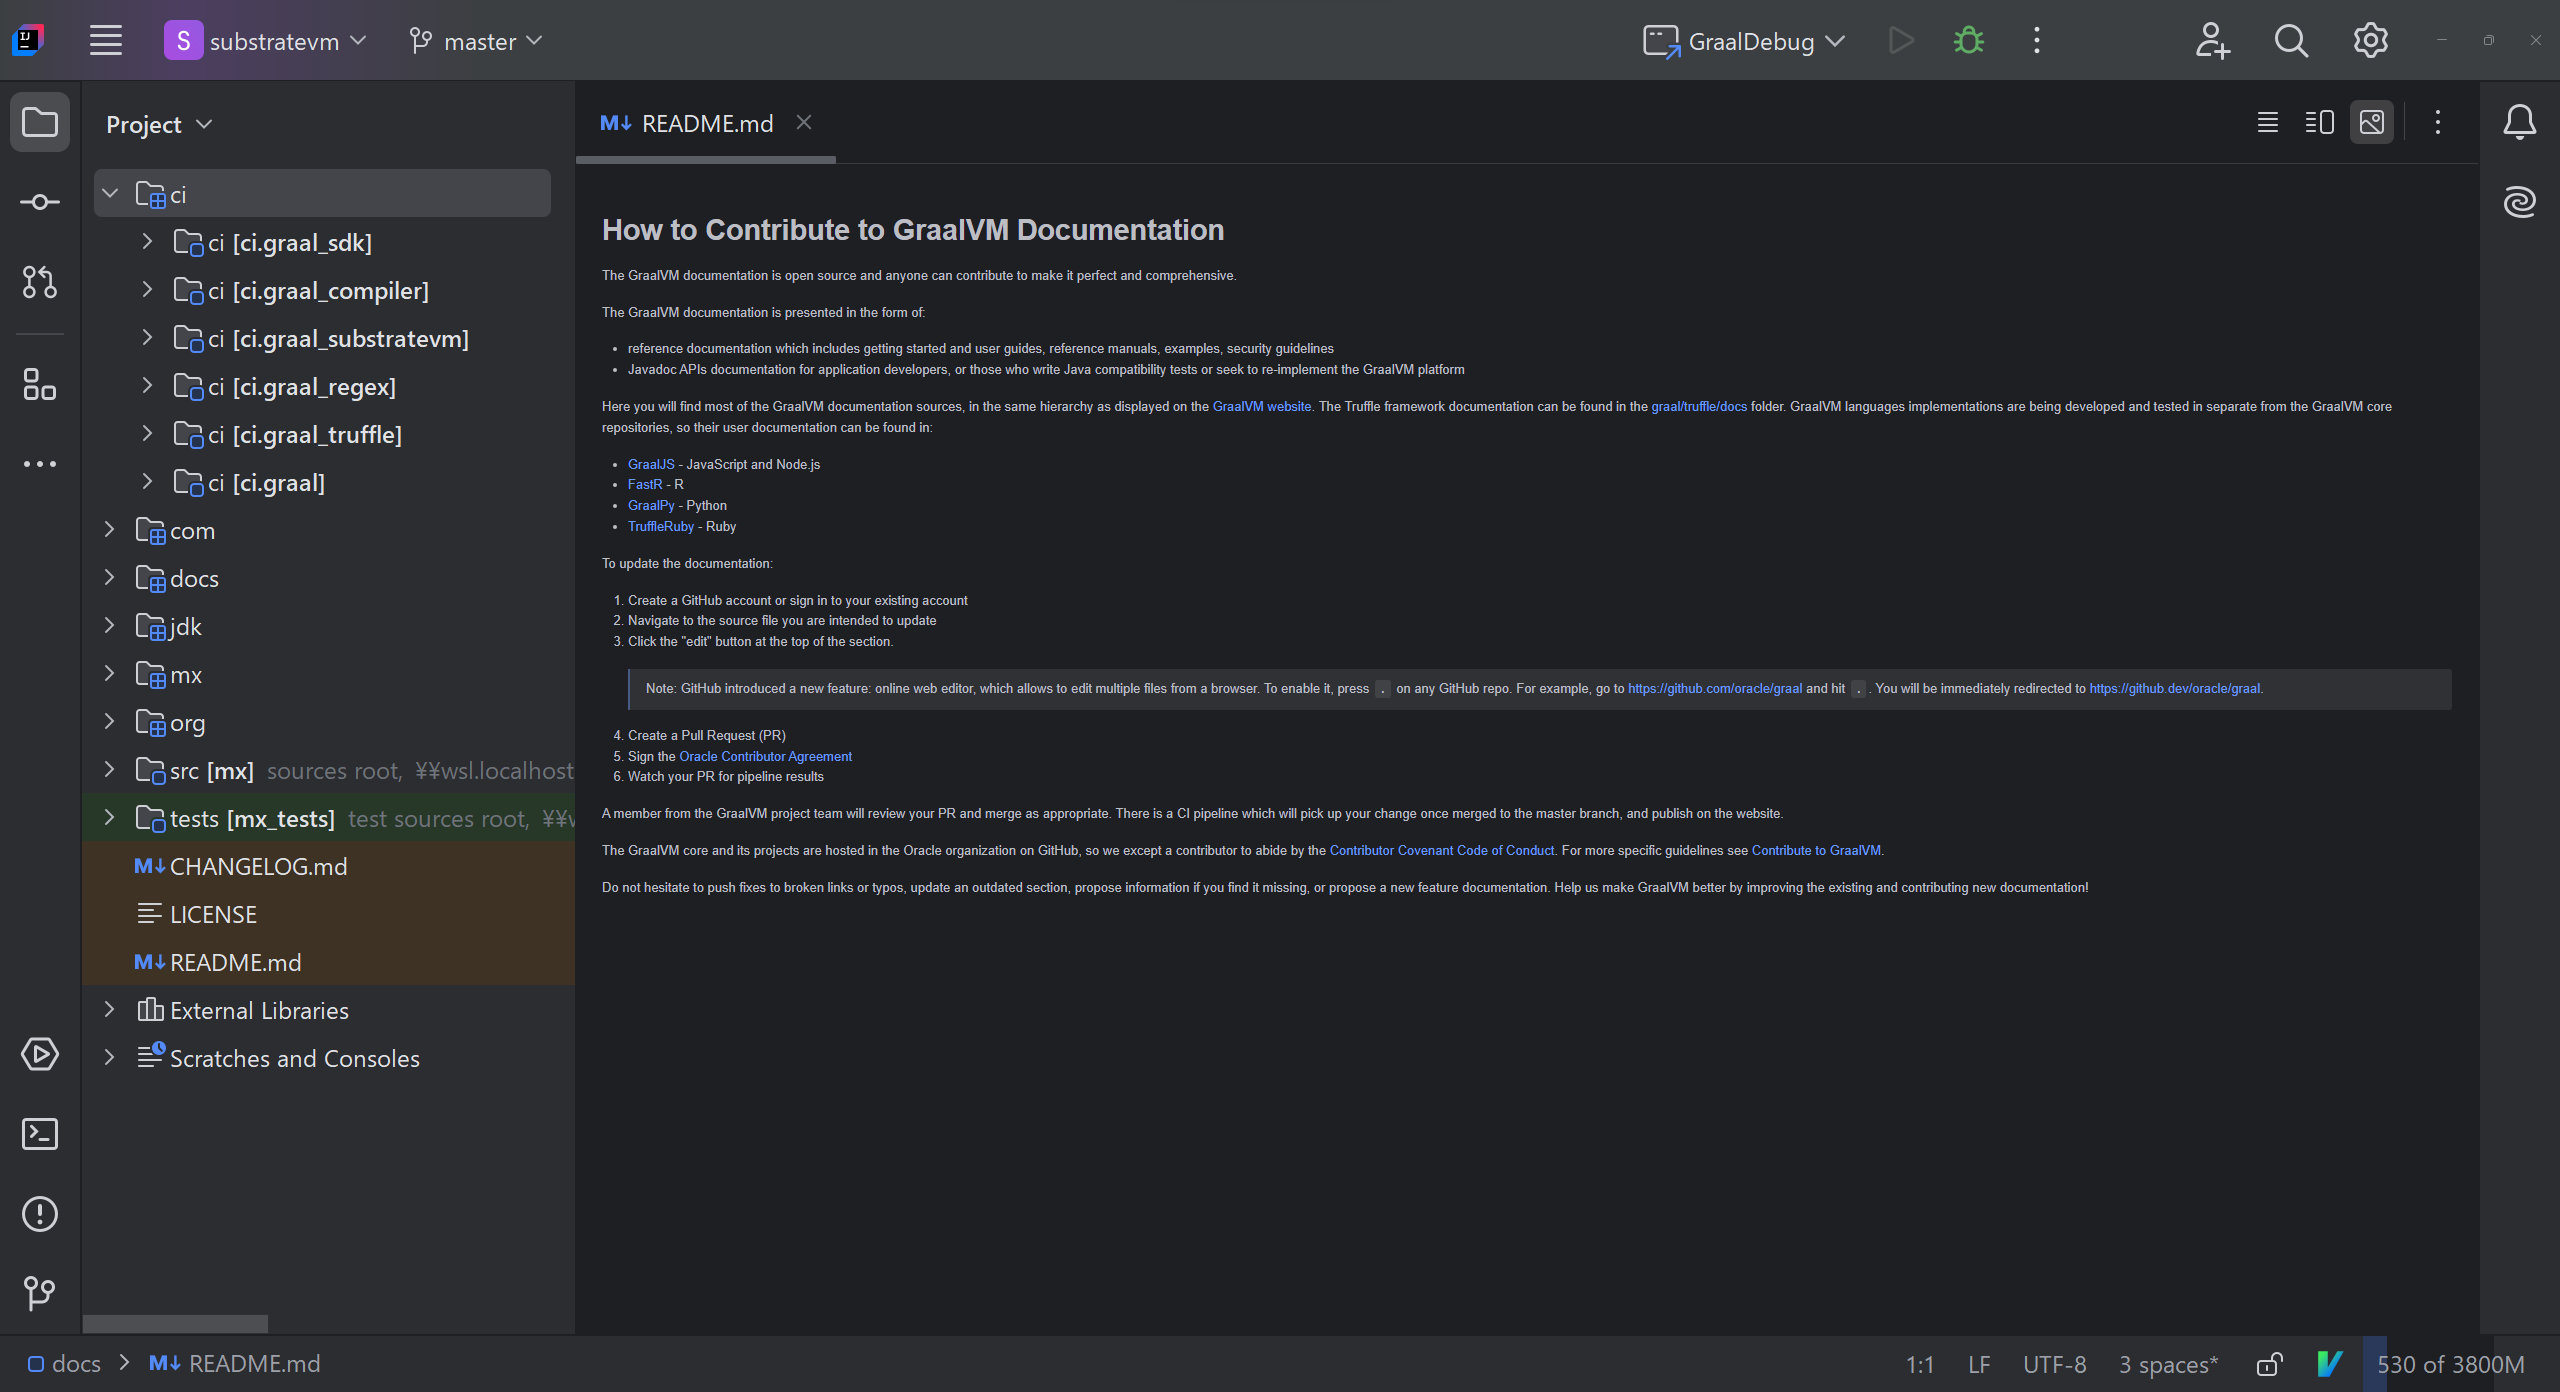 S substratevm master GraalDebug
Project
README.md
ci
ci [ci.graal_sdk]
ci [ci.graal_compiler]
ci [ci.graal_substratevm]
ci [ci.graal_regex]
ci [ci.graal_truffle]
ci [ci.graal]
com
docs
jdk
mx
org
src [mx] sources root, ¥¥wsl.localhost
tests [mx_tests] test sources root, ¥¥
M↓ CHANGELOG.md
LICENSE
M↓ README.md
External Libraries
Scratches and Consoles
How to Contribute to GraalVM Documentation
The GraalVM documentation is open source and anyone can contribute to make it perfect and comprehensive.
The GraalVM documentation is presented in the form of:
• reference documentation which includes getting started and user guides, reference manuals, examples, security guidelines
• Javadoc APIs documentation for application developers, or those who write Java compatibility tests or seek to re-implement the GraalVM platform
Here you will find most of the GraalVM documentation sources, in the same hierarchy as displayed on the GraalVM website. The Truffle framework documentation can be found in the graal/truffle/docs folder. GraalVM languages implementations are being developed and tested in separate from the GraalVM core
repositories, so their user documentation can be found in:
• GraalJS - JavaScript and Node.js
• FastR - R
• GraalPy - Python
• TruffleRuby - Ruby
To update the documentation:
1. Create a GitHub account or sign in to your existing account
2. Navigate to the source file you are intended to update
3. Click the "edit" button at the top of the section.
Note: GitHub introduced a new feature: online web editor, which allows to edit multiple files from a browser. To enable it, press . on any GitHub repo. For example, go to https://github.com/oracle/graal and hit . . You will be immediately redirected to https://github.dev/oracle/graal.
4. Create a Pull Request (PR)
5. Sign the Oracle Contributor Agreement
6. Watch your PR for pipeline results
A member from the GraalVM project team will review your PR and merge as appropriate. There is a CI pipeline which will pick up your change once merged to the master branch, and publish on the website.
The GraalVM core and its projects are hosted in the Oracle organization on GitHub, so we except a contributor to abide by the Contributor Covenant Code of Conduct. For more specific guidelines see Contribute to GraalVM.
Do not hesitate to push fixes to broken links or typos, update an outdated section, propose information if you find it missing, or propose a new feature documentation. Help us make GraalVM better by improving the existing and contributing new documentation!
docs > M↓ README.md
1:1 LF UTF-8 3 spaces* 530 of 3800M